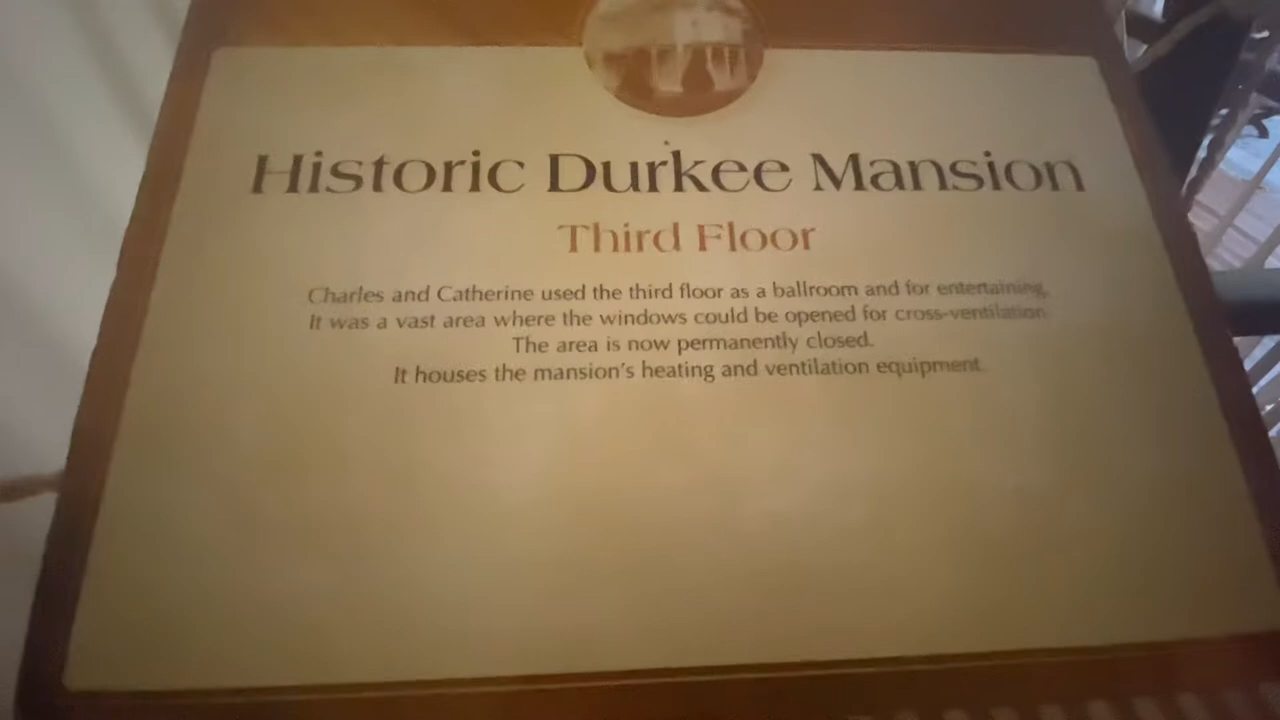 Historic Durkee Mansion
Third Floor
Charles and Catherine used the third floor as a ballroom and for entertaining.
It was a vast area where the windows could be opened for cross-ventilation.
The area is now permanently closed.
It houses the mansion's heating and ventilation equipment.